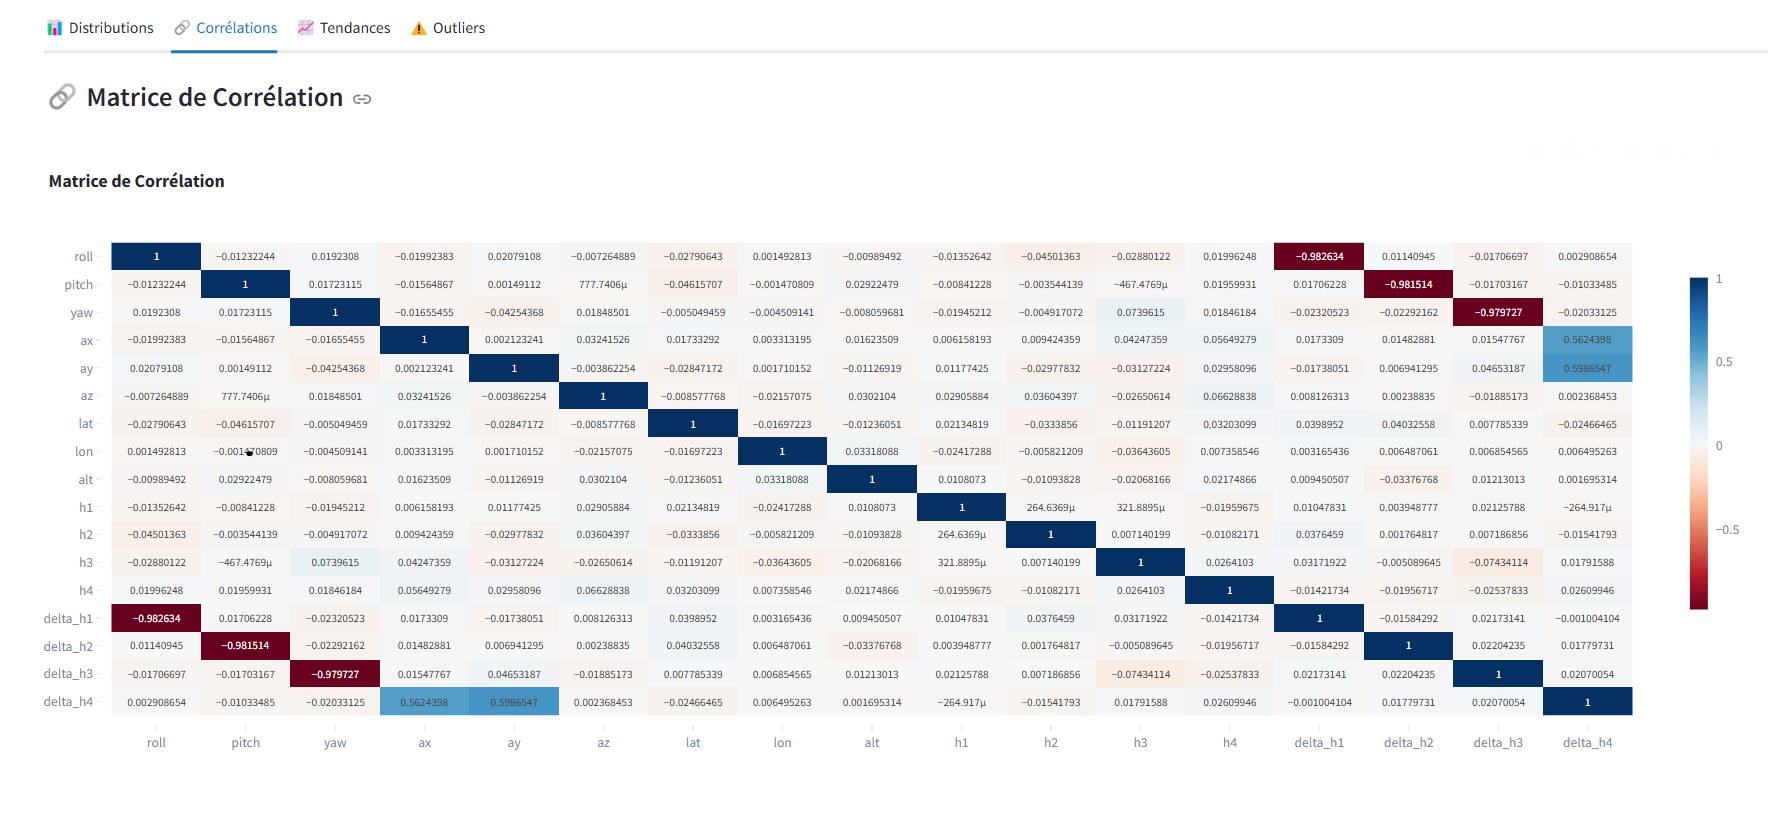 📊 Distributions 🔗 Corrélations 📈 Tendances ⚠️ Outliers
🔗 Matrice de Corrélation
Matrice de Corrélation
roll 1 −0.01232244 0.0192308 −0.01992383 0.02079108 −0.007264889 −0.02790643 0.001492813 −0.00989492 −0.01352642 −0.04501363 −0.02880122 0.01996248 −0.982634 0.01140945 −0.01706697 0.002908654
pitch −0.01232244 1 0.01723115 −0.01564867 0.00149112 777.7406μ −0.04615707 −0.001470809 0.02922479 −0.00841228 −0.003544139 −467.4769μ 0.01959931 0.01706228 −0.981514 −0.01703167 −0.01033485
yaw 0.0192308 0.01723115 1 −0.01655455 −0.04254368 0.01848501 −0.005049459 −0.004509141 −0.008059681 −0.01945212 −0.004917072 0.0739615 0.01846184 −0.02320523 −0.02292162 −0.979727 −0.02033125
ax −0.01992383 −0.01564867 −0.01655455 1 0.002123241 0.03241526 0.01733292 0.003313195 0.01623509 0.006158193 0.009424359 0.04247359 0.05649279 0.0173309 0.01482881 0.01547767 0.5624398
ay 0.02079108 0.00149112 −0.04254368 0.002123241 1 −0.003862254 −0.02847172 0.001710152 −0.01126919 0.01177425 −0.02977832 −0.03127224 0.02958096 −0.01738051 0.006941295 0.04653187 0.5986547
az −0.007264889 777.7406μ 0.01848501 0.03241526 −0.003862254 1 −0.008577768 −0.02157075 0.0302104 0.02905884 0.03604397 −0.02650614 0.06628838 0.008126313 0.00238835 −0.01885173 0.002368453
lat −0.02790643 −0.04615707 −0.005049459 0.01733292 −0.02847172 −0.008577768 1 −0.01697223 −0.01236051 0.02134819 −0.0333856 −0.01191207 0.03203099 0.0398952 0.04032558 0.007785339 −0.02466465
lon 0.001492813 −0.001470809 −0.004509141 0.003313195 0.001710152 −0.02157075 −0.01697223 1 0.03318088 −0.02417288 −0.005821209 −0.03643605 0.007358546 0.003165436 0.006487061 0.006854565 0.006495263
alt −0.00989492 0.02922479 −0.008059681 0.01623509 −0.01126919 0.0302104 −0.01236051 0.03318088 1 0.0108073 −0.01093828 −0.02068166 0.02174866 0.009450507 −0.03376768 0.01213013 0.001695314
h1 −0.01352642 −0.00841228 −0.01945212 0.006158193 0.01177425 0.02905884 0.02134819 −0.02417288 0.0108073 1 264.6369μ 321.8895μ −0.01959675 0.01047831 0.003948777 0.02125788 −264.917μ
h2 −0.04501363 −0.003544139 −0.004917072 0.009424359 −0.02977832 0.03604397 −0.0333856 −0.005821209 −0.01093828 264.6369μ 1 0.007140199 −0.01082171 0.0376459 0.001764817 0.007186856 −0.01541793
h3 −0.02880122 −467.4769μ 0.0739615 0.04247359 −0.03127224 −0.02650614 −0.01191207 −0.03643605 −0.02068166 321.8895μ 0.007140199 1 0.0264103 0.03171922 −0.005089645 −0.07434114 0.01791588
h4 0.01996248 0.01959931 0.01846184 0.05649279 0.02958096 0.06628838 0.03203099 0.007358546 0.02174866 −0.01959675 −0.01082171 0.0264103 1 −0.01421734 −0.01956717 −0.02537833 0.02609946
delta_h1 −0.982634 0.01706228 −0.02320523 0.0173309 −0.01738051 0.008126313 0.0398952 0.003165436 0.009450507 0.01047831 0.0376459 0.03171922 −0.01421734 1 −0.01584292 0.02173141 −0.001004104
delta_h2 0.01140945 −0.981514 −0.02292162 0.01482881 0.006941295 0.00238835 0.04032558 0.006487061 −0.03376768 0.003948777 0.001764817 −0.005089645 −0.01956717 −0.01584292 1 0.02204235 0.01779731
delta_h3 −0.01706697 −0.01703167 −0.979727 0.01547767 0.04653187 −0.01885173 0.007785339 0.006854565 0.01213013 0.02125788 0.007186856 −0.07434114 −0.02537833 0.02173141 0.02204235 1 0.02070054
delta_h4 0.002908654 −0.01033485 −0.02033125 0.5624398 0.5986547 0.002368453 −0.02466465 0.006495263 0.001695314 −264.917μ −0.01541793 0.01791588 0.02609946 −0.001004104 0.01779731 0.02070054 1
roll pitch yaw ax ay az lat lon alt h1 h2 h3 h4 delta_h1 delta_h2 delta_h3 delta_h4
1
0.5
0
−0.5